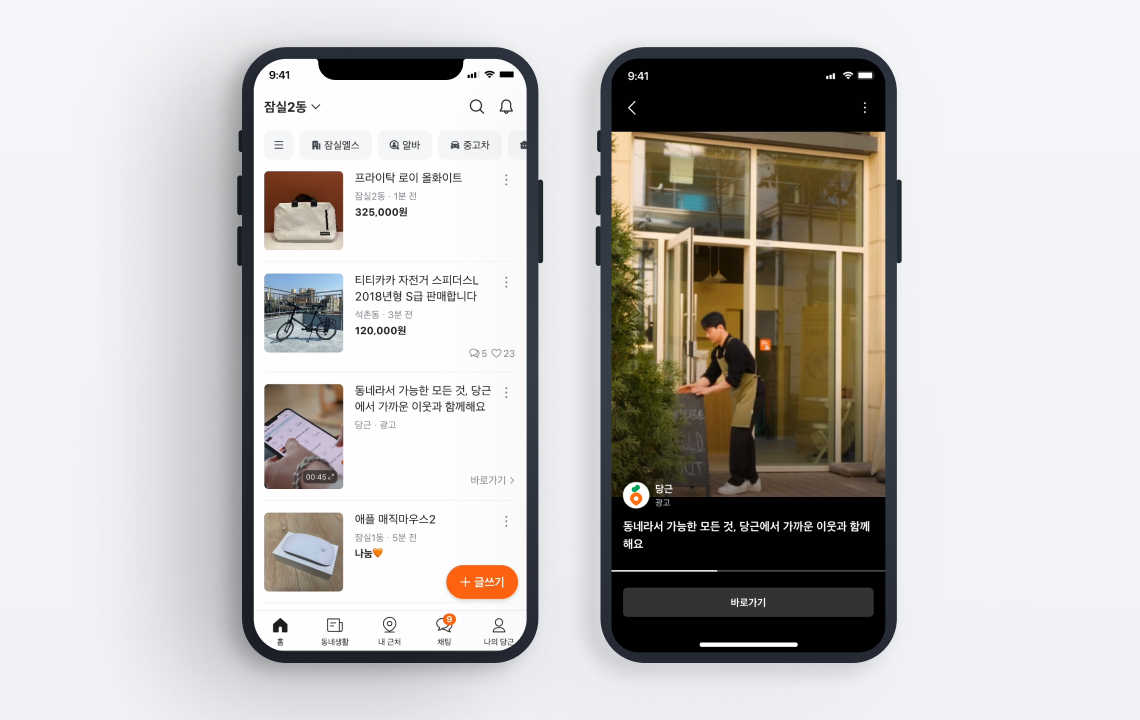 9:41
잠실2동
잠실엘스
알바
중고차
프라이탁 로이 올화이트
잠실2동 · 1분 전
325,000원
티티카카 자전거 스피더스L
2018년형 S급 판매합니다
석촌동 · 3분 전
120,000원
5 23
동네라서 가능한 모든 것, 당근
에서 가까운 이웃과 함께해요
당근 · 광고
00:45
바로가기
애플 매직마우스2
잠실1동 · 5분 전
나눔🧡
+ 글쓰기
9
홈
동네생활
내 근처
채팅
나의 당근
9:41
당근
광고
동네라서 가능한 모든 것, 당근에서 가까운 이웃과 함께
해요
바로가기